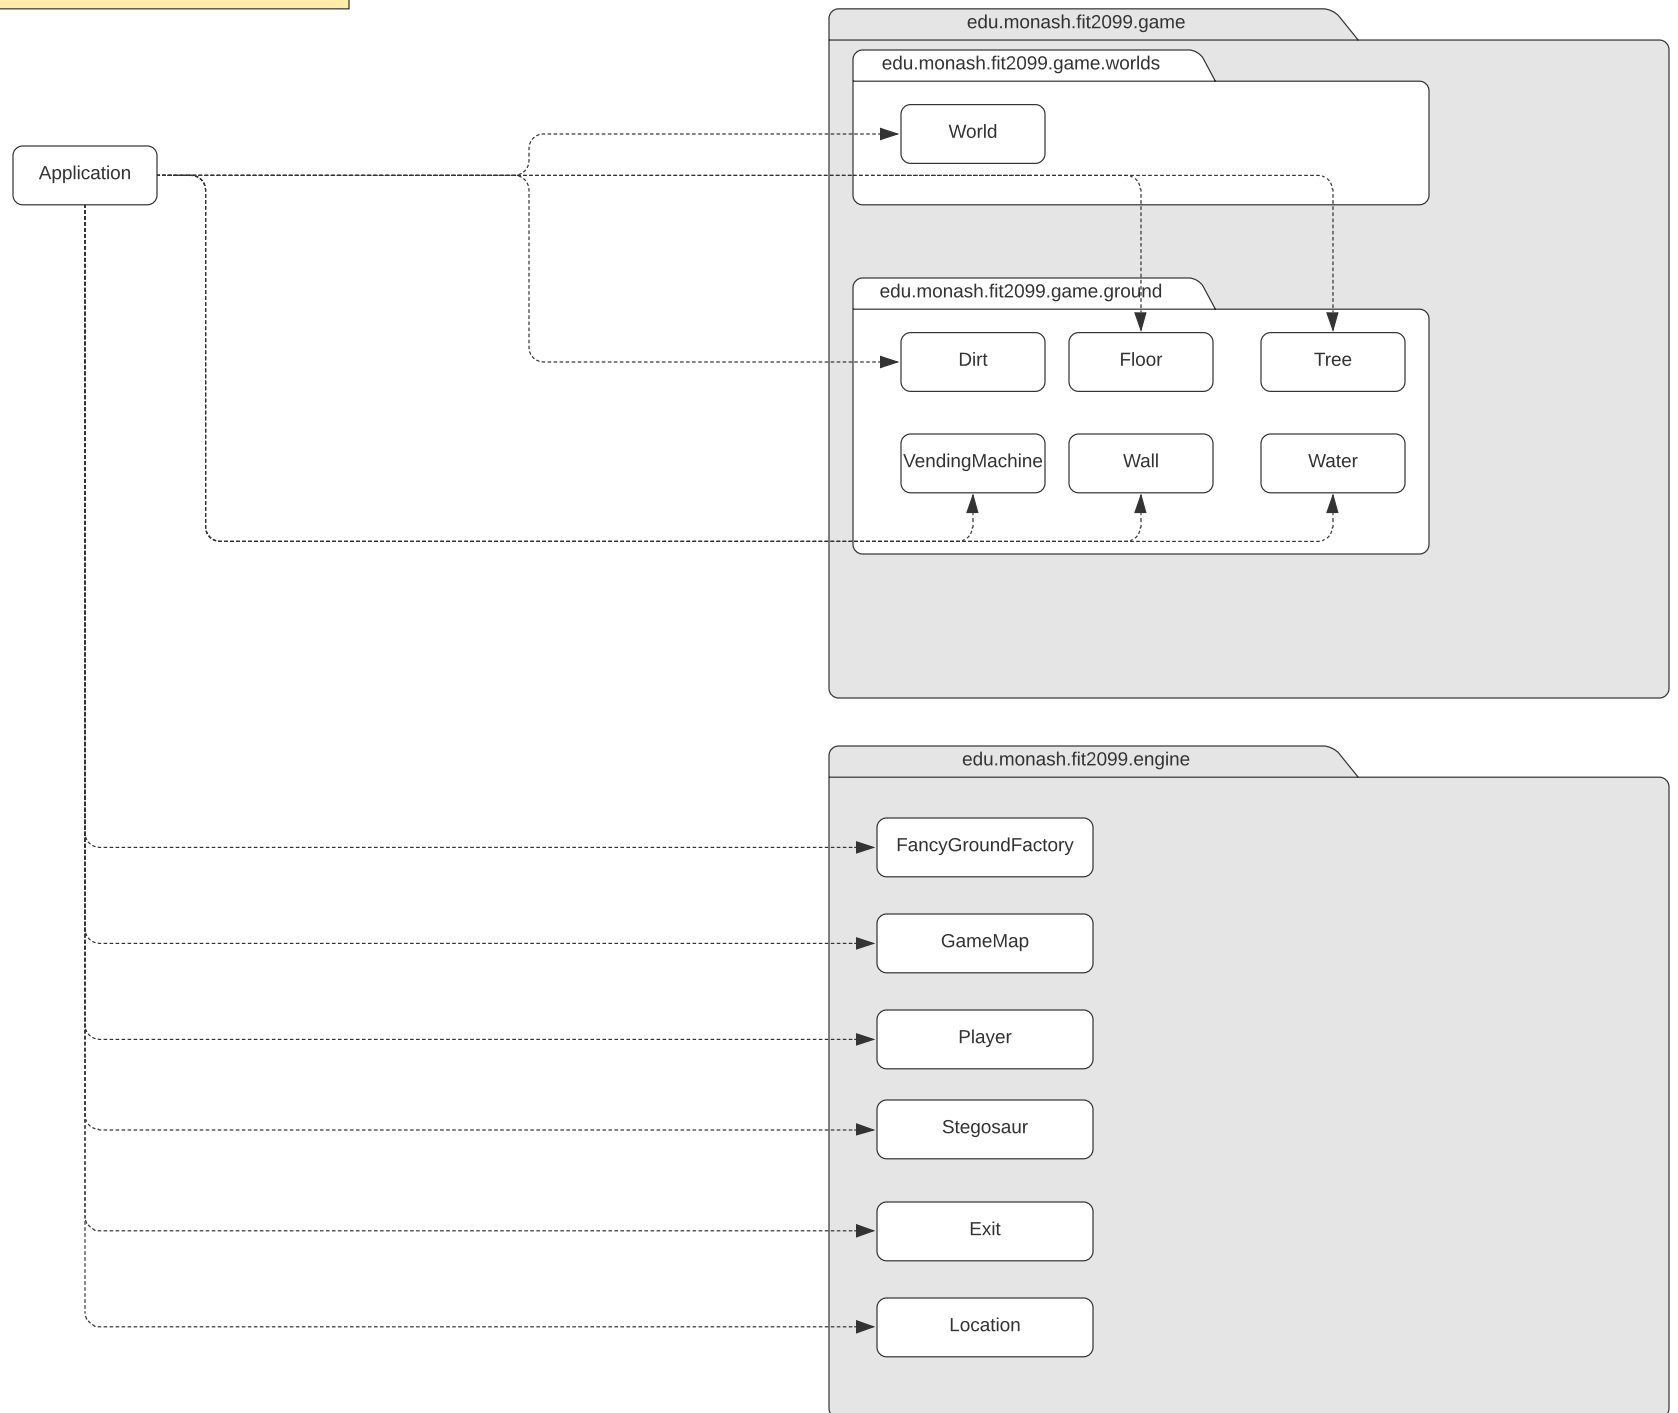 edu.monash.fit2099.game
edu.monash.fit2099.game.worlds
World
Application
edu.monash.fit2099.game.ground
Dirt
Floor
Tree
VendingMachine
Wall
Water
edu.monash.fit2099.engine
FancyGroundFactory
GameMap
Player
Stegosaur
Exit
Location